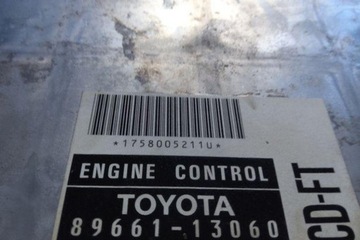 *1758005211U*
ENGINE CONTROL
TOYOTA
89661-13060
CD-FT